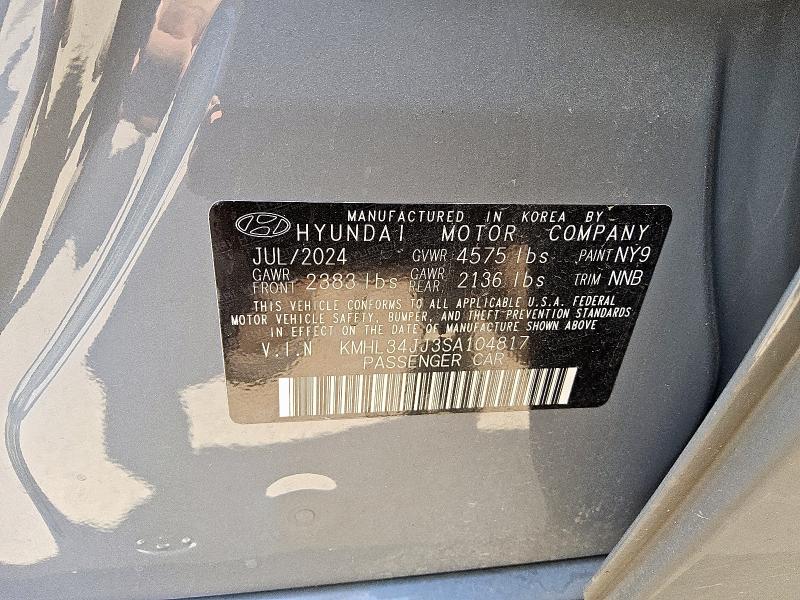 MANUFACTURED IN KOREA BY
HYUNDAI MOTOR COMPANY
JUL/2024 GVWR 4575 lbs PAINT NY9
GAWR FRONT 2383 lbs GAWR REAR 2136 lbs TRIM NNB
THIS VEHICLE CONFORMS TO ALL APPLICABLE U.S.A. FEDERAL
MOTOR VEHICLE SAFETY, BUMPER, AND THEFT PREVENTION STANDARDS
IN EFFECT ON THE DATE OF MANUFACTURE SHOWN ABOVE
V.I.N KMHL34JJ3SA104817
PASSENGER CAR